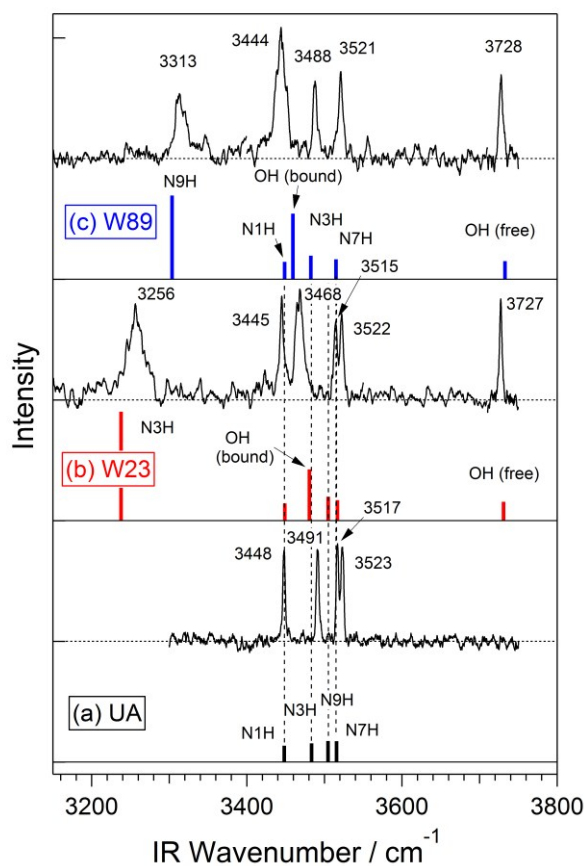 3444
3521
3728
3488
3313
OH (bound)
N9H
(c) W89
N1H
N3H
N7H
OH (free)
3515
3256
3468
3727
3445
3522
N3H
OH
(bound)
OH (free)
(b) W23
3517
3448
3491
3523
N9H
N3H
(a) UA
N1H
N7H
Intensity
3200
3400
3600
3800
IR Wavenumber / cm-1